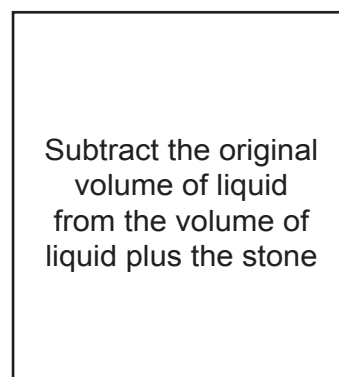 Subtract the original
volume of liquid
from the volume of
liquid plus the stone